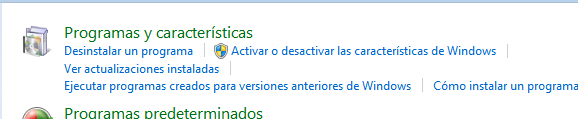 Programas y características
Desinstalar un programa Activar o desactivar las características de Windows
Ver actualizaciones instaladas
Ejecutar programas creados para versiones anteriores de Windows Cómo instalar un programa
Programas predeterminados